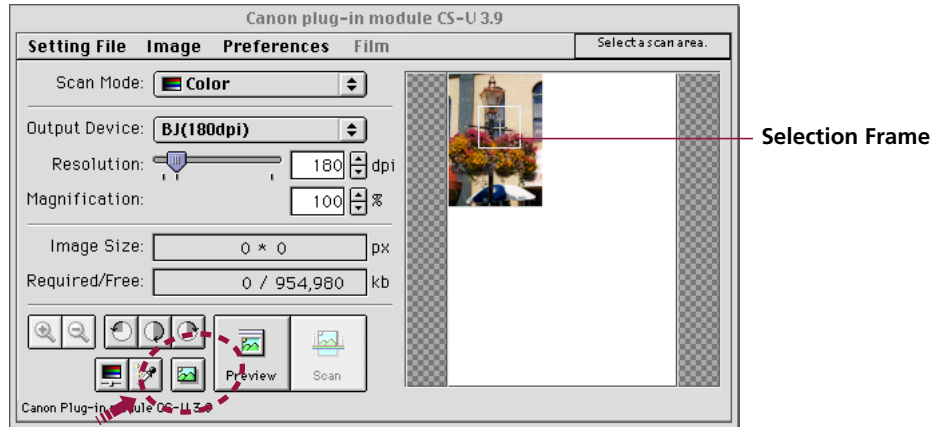 Canon plug-in module CS-U 3.9
Setting File Image Preferences Film
Select a scan area.
Scan Mode: Color
Output Device: BJ(180dpi)
Resolution: 180 dpi
Magnification: 100 %
Image Size: 0 * 0 px
Required/Free: 0 / 954,980 kb
Preview Scan
Canon Plug-in module CS-U 3.9
Selection Frame